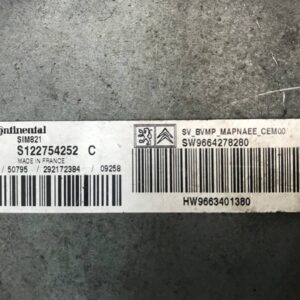 Continental
SIM821
S122754252 C
MADE IN FRANCE
/ 50795 / 292172384 / 09258
SV_BVMP_MAPNAEE_CEM00
SW9664278280
HW9663401380